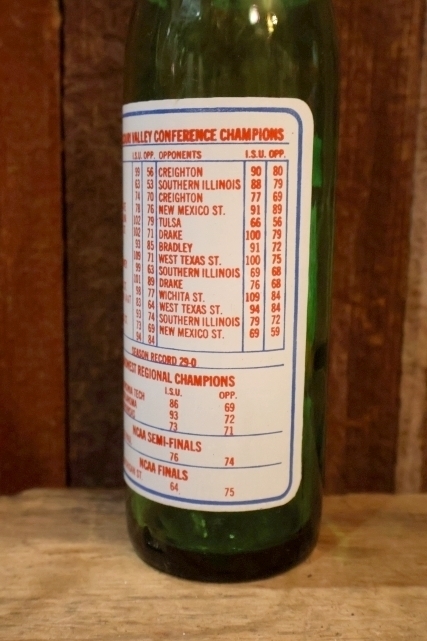 VALLEY CONFERENCE CHAMPIONS
I.S.U. OPP. OPPONENTS I.S.U. OPP.
99 56 CREIGHTON 90 80
63 53 SOUTHERN ILLINOIS 88 79
74 70 CREIGHTON 77 69
78 76 NEW MEXICO ST. 91 89
102 79 TULSA 66 56
102 71 DRAKE 100 79
93 85 BRADLEY 91 72
109 71 WEST TEXAS ST. 100 75
99 63 SOUTHERN ILLINOIS 69 68
101 89 DRAKE 76 68
98 77 WICHITA ST. 109 84
83 64 WEST TEXAS ST. 94 84
93 74 SOUTHERN ILLINOIS 79 72
73 69 NEW MEXICO ST. 69 59
94 84
SEASON RECORD 29-0
REGIONAL CHAMPIONS
I.S.U. OPP.
TECH 86 69
93 72
73 71
NCAA SEMI-FINALS
76 74
NCAA FINALS
ST. 64 75